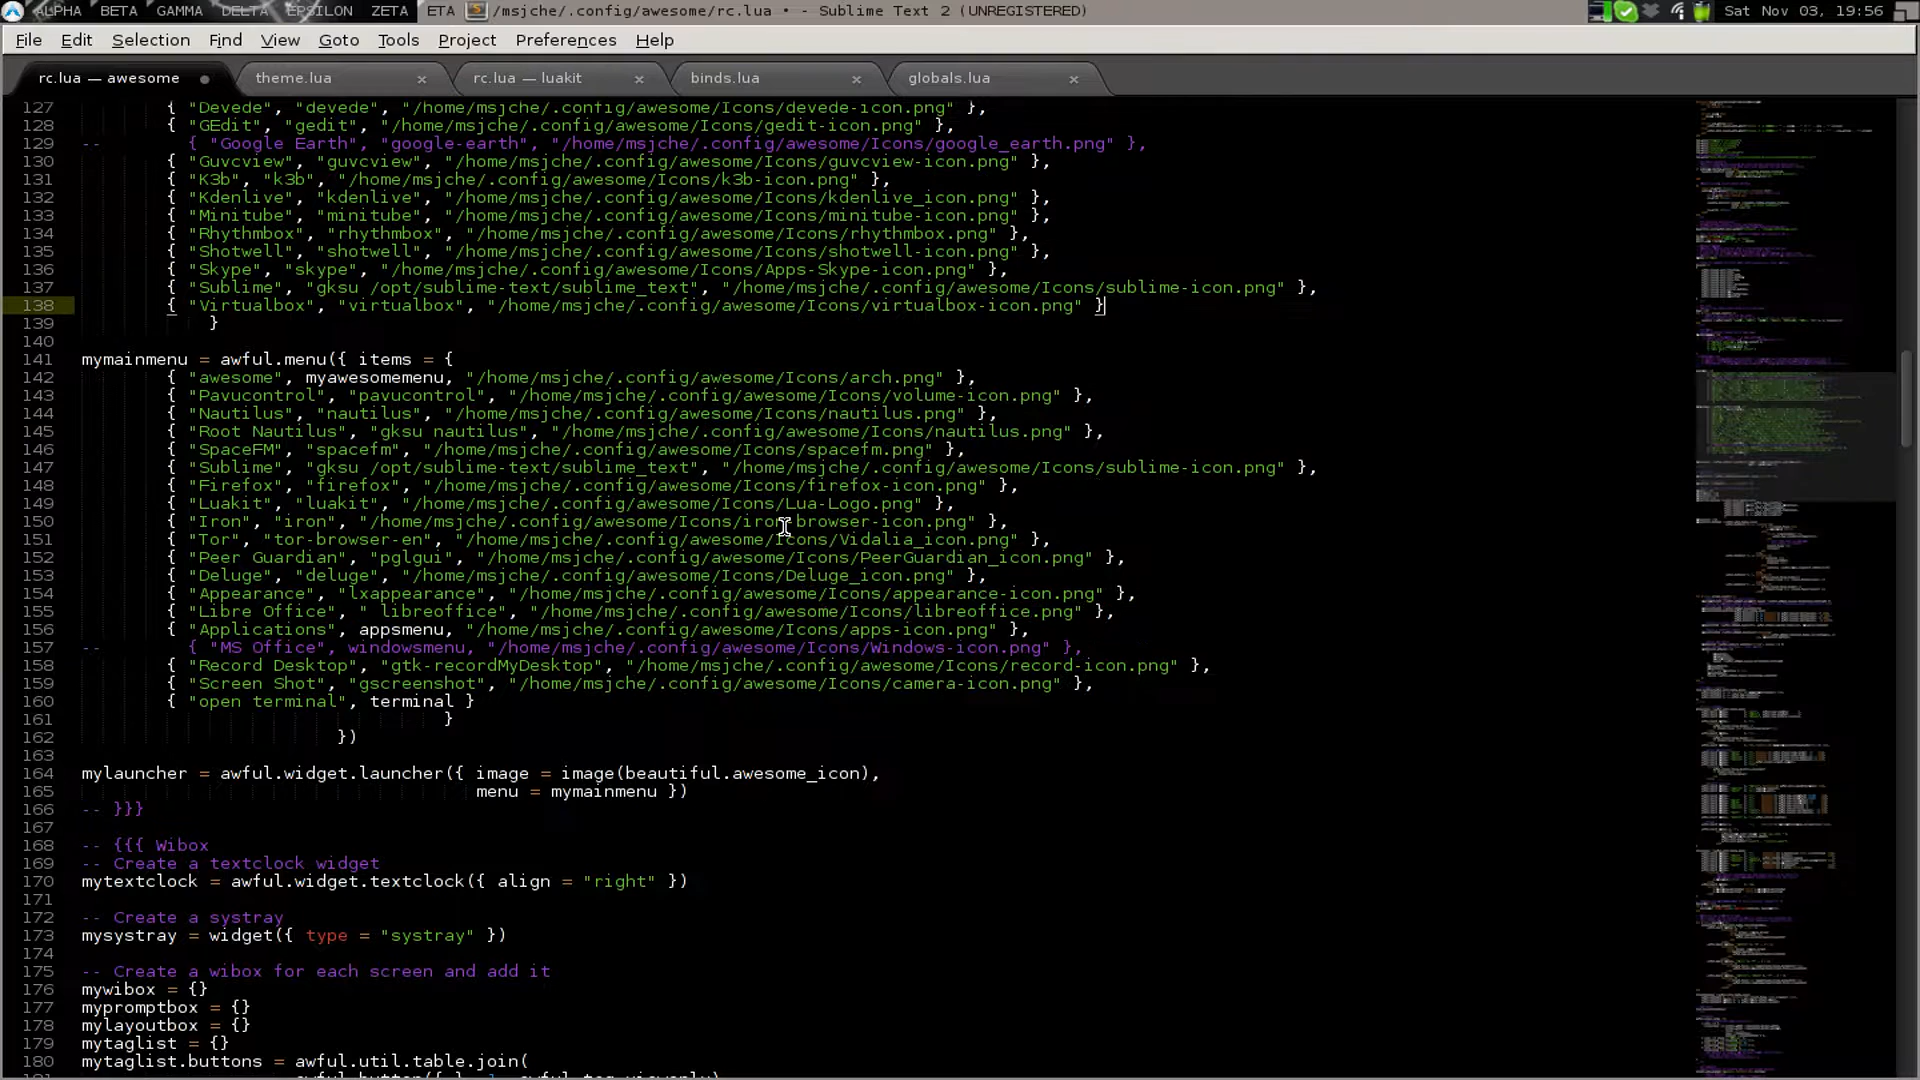 ALPHA BETA GAMMA DELTA EPSILON ZETA ETA /msjche/.config/awesome/rc.lua • - Sublime Text 2 (UNREGISTERED) Sat Nov 03, 19:56
File Edit Selection Find View Goto Tools Project Preferences Help
rc.lua — awesome theme.lua rc.lua — luakit binds.lua globals.lua
127 { "Devede", "devede", "/home/msjche/.config/awesome/Icons/devede-icon.png" },
128 { "GEdit", "gedit", "/home/msjche/.config/awesome/Icons/gedit-icon.png" },
129 -- { "Google Earth", "google-earth", "/home/msjche/.config/awesome/Icons/google_earth.png" },
130 { "Guvcview", "guvcview", "/home/msjche/.config/awesome/Icons/guvcview-icon.png" },
131 { "K3b", "k3b", "/home/msjche/.config/awesome/Icons/k3b-icon.png" },
132 { "Kdenlive", "kdenlive", "/home/msjche/.config/awesome/Icons/kdenlive_icon.png" },
133 { "Minitube", "minitube", "/home/msjche/.config/awesome/Icons/minitube-icon.png" },
134 { "Rhythmbox", "rhythmbox", "/home/msjche/.config/awesome/Icons/rhythmbox.png" },
135 { "Shotwell", "shotwell", "/home/msjche/.config/awesome/Icons/shotwell-icon.png" },
136 { "Skype", "skype", "/home/msjche/.config/awesome/Icons/Apps-Skype-icon.png" },
137 { "Sublime", "gksu /opt/sublime-text/sublime_text", "/home/msjche/.config/awesome/Icons/sublime-icon.png" },
138 { "Virtualbox", "virtualbox", "/home/msjche/.config/awesome/Icons/virtualbox-icon.png" }
139 }
140
141 mymainmenu = awful.menu({ items = {
142 { "awesome", myawesomemenu, "/home/msjche/.config/awesome/Icons/arch.png" },
143 { "Pavucontrol", "pavucontrol", "/home/msjche/.config/awesome/Icons/volume-icon.png" },
144 { "Nautilus", "nautilus", "/home/msjche/.config/awesome/Icons/nautilus.png" },
145 { "Root Nautilus", "gksu nautilus", "/home/msjche/.config/awesome/Icons/nautilus.png" },
146 { "SpaceFM", "spacefm", "/home/msjche/.config/awesome/Icons/spacefm.png" },
147 { "Sublime", "gksu /opt/sublime-text/sublime_text", "/home/msjche/.config/awesome/Icons/sublime-icon.png" },
148 { "Firefox", "firefox", "/home/msjche/.config/awesome/Icons/firefox-icon.png" },
149 { "Luakit", "luakit", "/home/msjche/.config/awesome/Icons/Lua-Logo.png" },
150 { "Iron", "iron", "/home/msjche/.config/awesome/Icons/iron-browser-icon.png" },
151 { "Tor", "tor-browser-en", "/home/msjche/.config/awesome/Icons/Vidalia_icon.png" },
152 { "Peer Guardian", "pglgui", "/home/msjche/.config/awesome/Icons/PeerGuardian_icon.png" },
153 { "Deluge", "deluge", "/home/msjche/.config/awesome/Icons/Deluge_icon.png" },
154 { "Appearance", "lxappearance", "/home/msjche/.config/awesome/Icons/appearance-icon.png" },
155 { "Libre Office", " libreoffice", "/home/msjche/.config/awesome/Icons/libreoffice.png" },
156 { "Applications", appsmenu, "/home/msjche/.config/awesome/Icons/apps-icon.png" },
157 -- { "MS Office", windowsmenu, "/home/msjche/.config/awesome/Icons/Windows-icon.png" },
158 { "Record Desktop", "gtk-recordMyDesktop", "/home/msjche/.config/awesome/Icons/record-icon.png" },
159 { "Screen Shot", "gscreenshot", "/home/msjche/.config/awesome/Icons/camera-icon.png" },
160 { "open terminal", terminal }
161 }
162 })
163
164 mylauncher = awful.widget.launcher({ image = image(beautiful.awesome_icon),
165 menu = mymainmenu })
166 -- }}}
167
168 -- {{{ Wibox
169 -- Create a textclock widget
170 mytextclock = awful.widget.textclock({ align = "right" })
171
172 -- Create a systray
173 mysystray = widget({ type = "systray" })
174
175 -- Create a wibox for each screen and add it
176 mywibox = {}
177 mypromptbox = {}
178 mylayoutbox = {}
179 mytaglist = {}
180 mytaglist.buttons = awful.util.table.join(